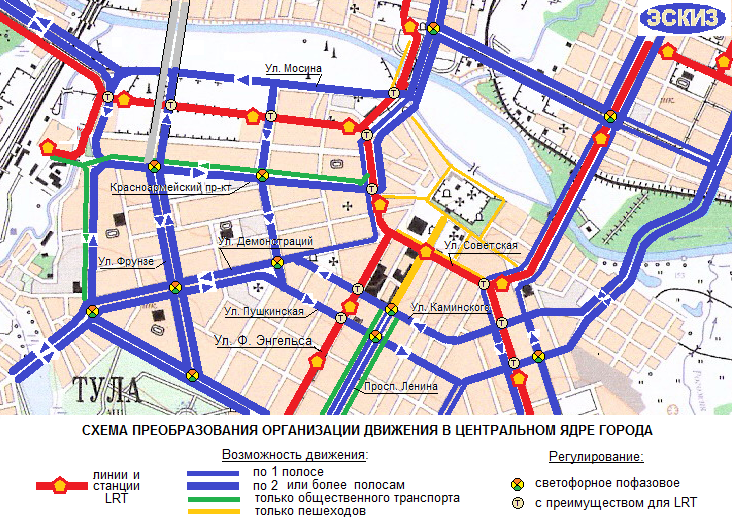 ЭСКИЗ
Ул. Мосина
Красноармейский пр-кт
Ул. Демонстраций
Ул. Советская
Ул. Фрунзе
Ул. Пушкинская
Ул. Каминского
Ул. Ф. Энгельса
Просп. Ленина
ТУЛА
СХЕМА ПРЕОБРАЗОВАНИЯ ОРГАНИЗАЦИИ ДВИЖЕНИЯ В ЦЕНТРАЛЬНОМ ЯДРЕ ГОРОДА
Возможность движения:
Регулирование:
линии и
станции
LRT
по 1 полосе
по 2 или более полосам
только общественного транспорта
только пешеходов
светофорное пофазовое
с преимуществом для LRT